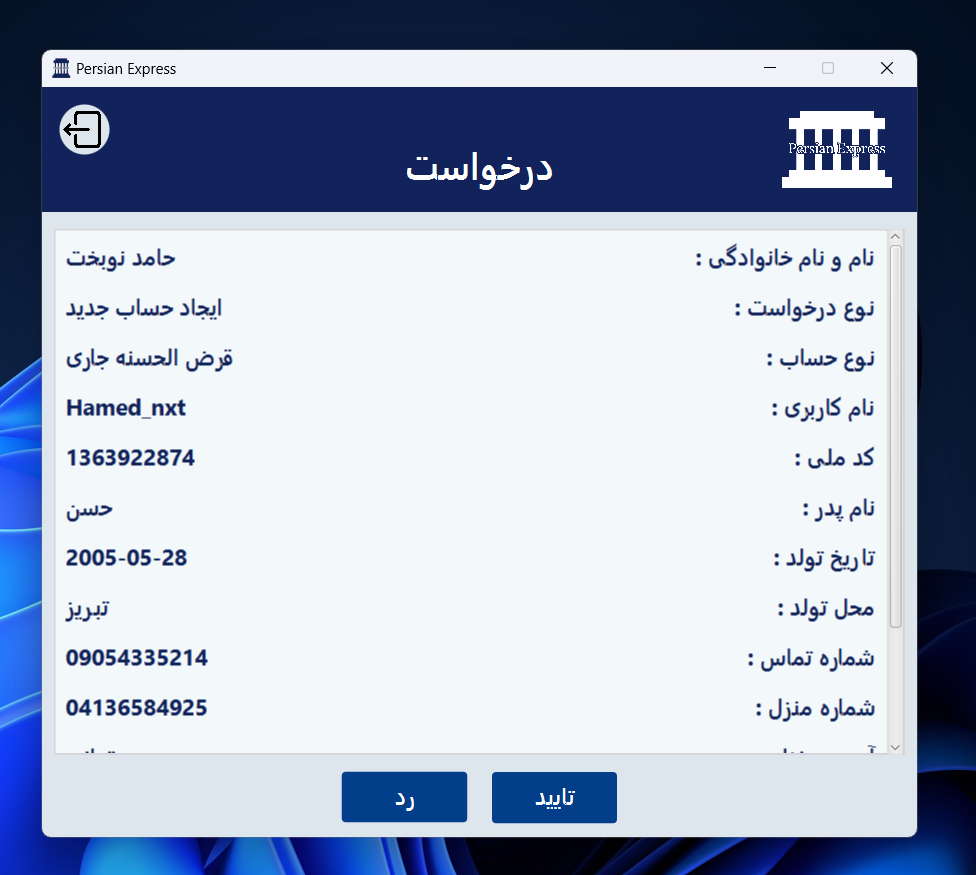 Persian Express
Persian Express
درخواست
نام و نام خانوادگی : حامد نوبخت
نوع درخواست : ایجاد حساب جدید
نوع حساب : قرض الحسنه جاری
نام کاربری : Hamed_nxt
کد ملی : 1363922874
نام پدر : حسن
تاریخ تولد : 2005-05-28
محل تولد : تبریز
شماره تماس : 09054335214
شماره منزل : 04136584925
تایید
رد